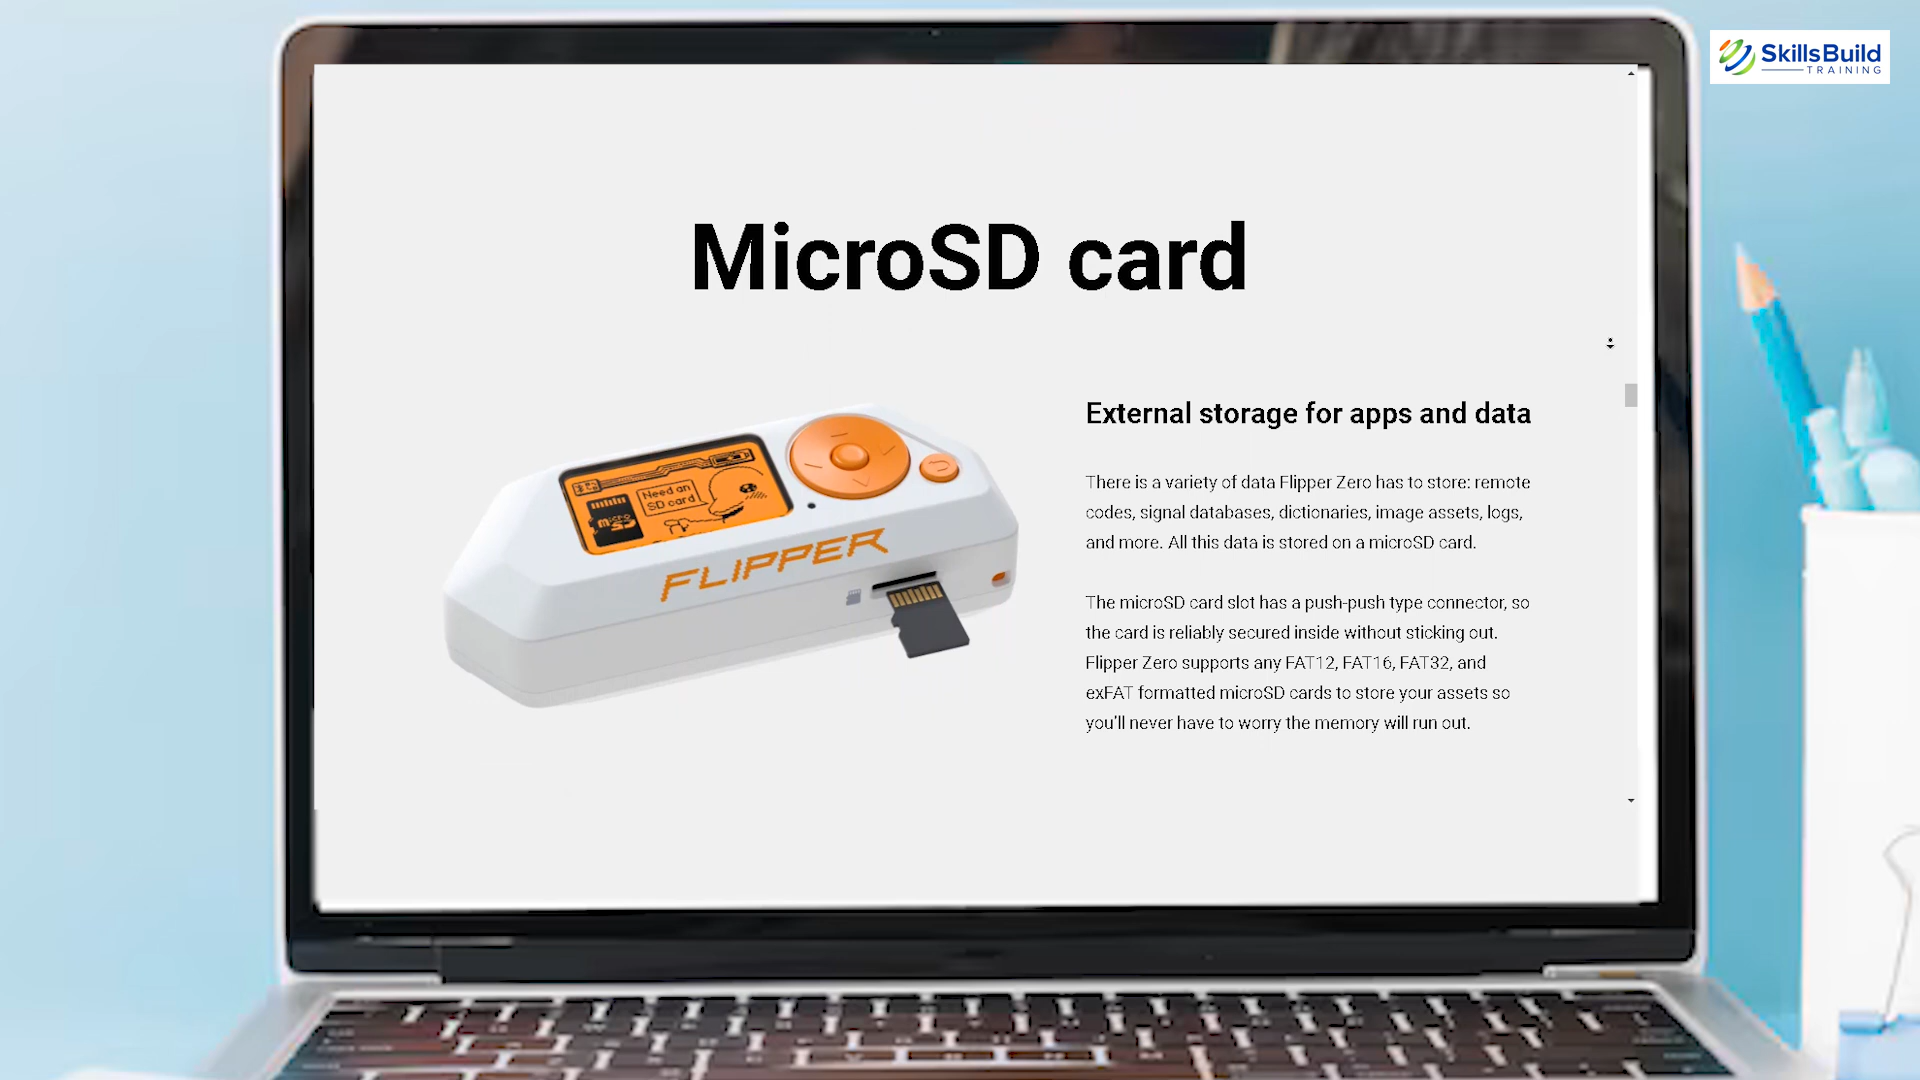 SkillsBuild
TRAINING
MicroSD card
External storage for apps and data
There is a variety of data Flipper Zero has to store: remote
codes, signal databases, dictionaries, image assets, logs,
and more. All this data is stored on a microSD card.
The microSD card slot has a push-push type connector, so
the card is reliably secured inside without sticking out.
Flipper Zero supports any FAT12, FAT16, FAT32, and
exFAT formatted microSD cards to store your assets so
you'll never have to worry the memory will run out.
Need an
SD card
micro
SD
FLIPPER